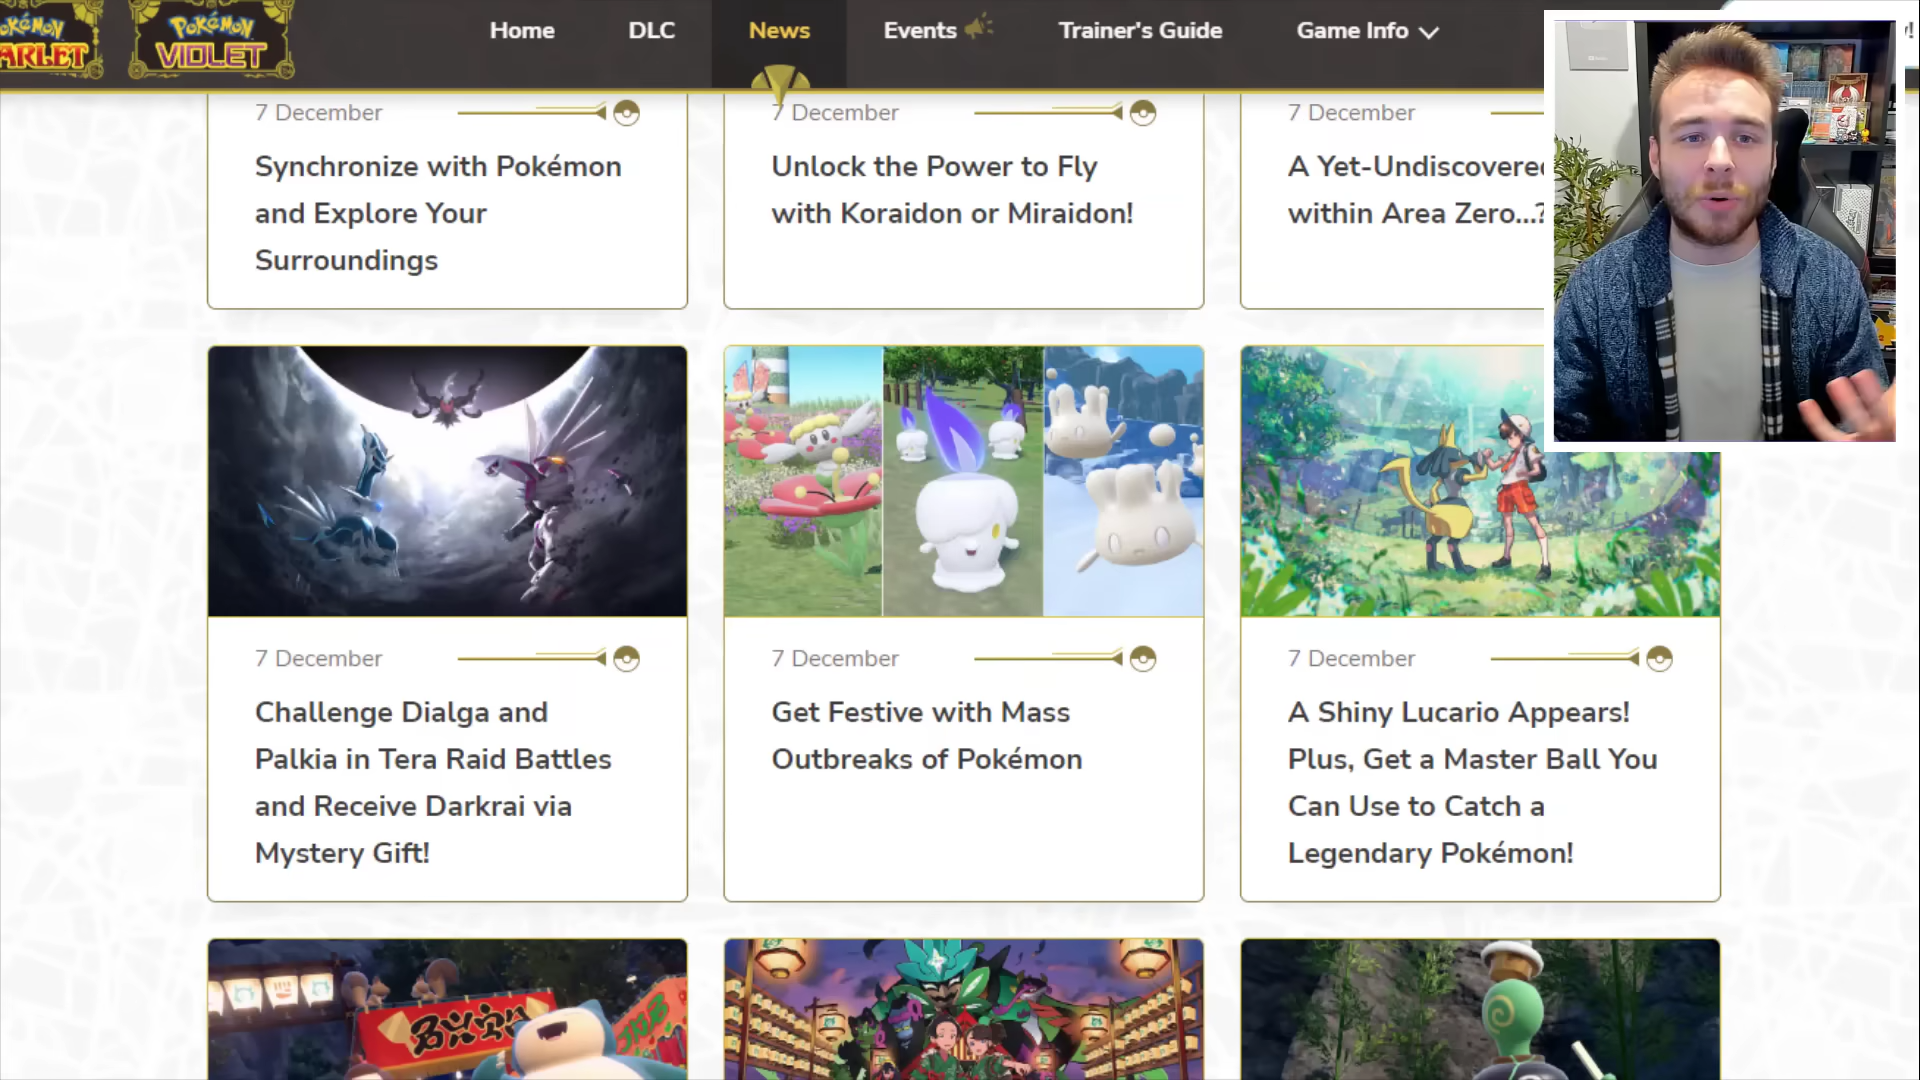 POKÉMON
VIOLET
Home
DLC
News
Events
Trainer's Guide
Game Info
7 December
Synchronize with Pokémon
and Explore Your
Surroundings
7 December
Unlock the Power to Fly
with Koraidon or Miraidon!
7 December
A Yet-Undiscovered
within Area Zero...?
7 December
Challenge Dialga and
Palkia in Tera Raid Battles
and Receive Darkrai via
Mystery Gift!
7 December
Get Festive with Mass
Outbreaks of Pokémon
7 December
A Shiny Lucario Appears!
Plus, Get a Master Ball You
Can Use to Catch a
Legendary Pokémon!